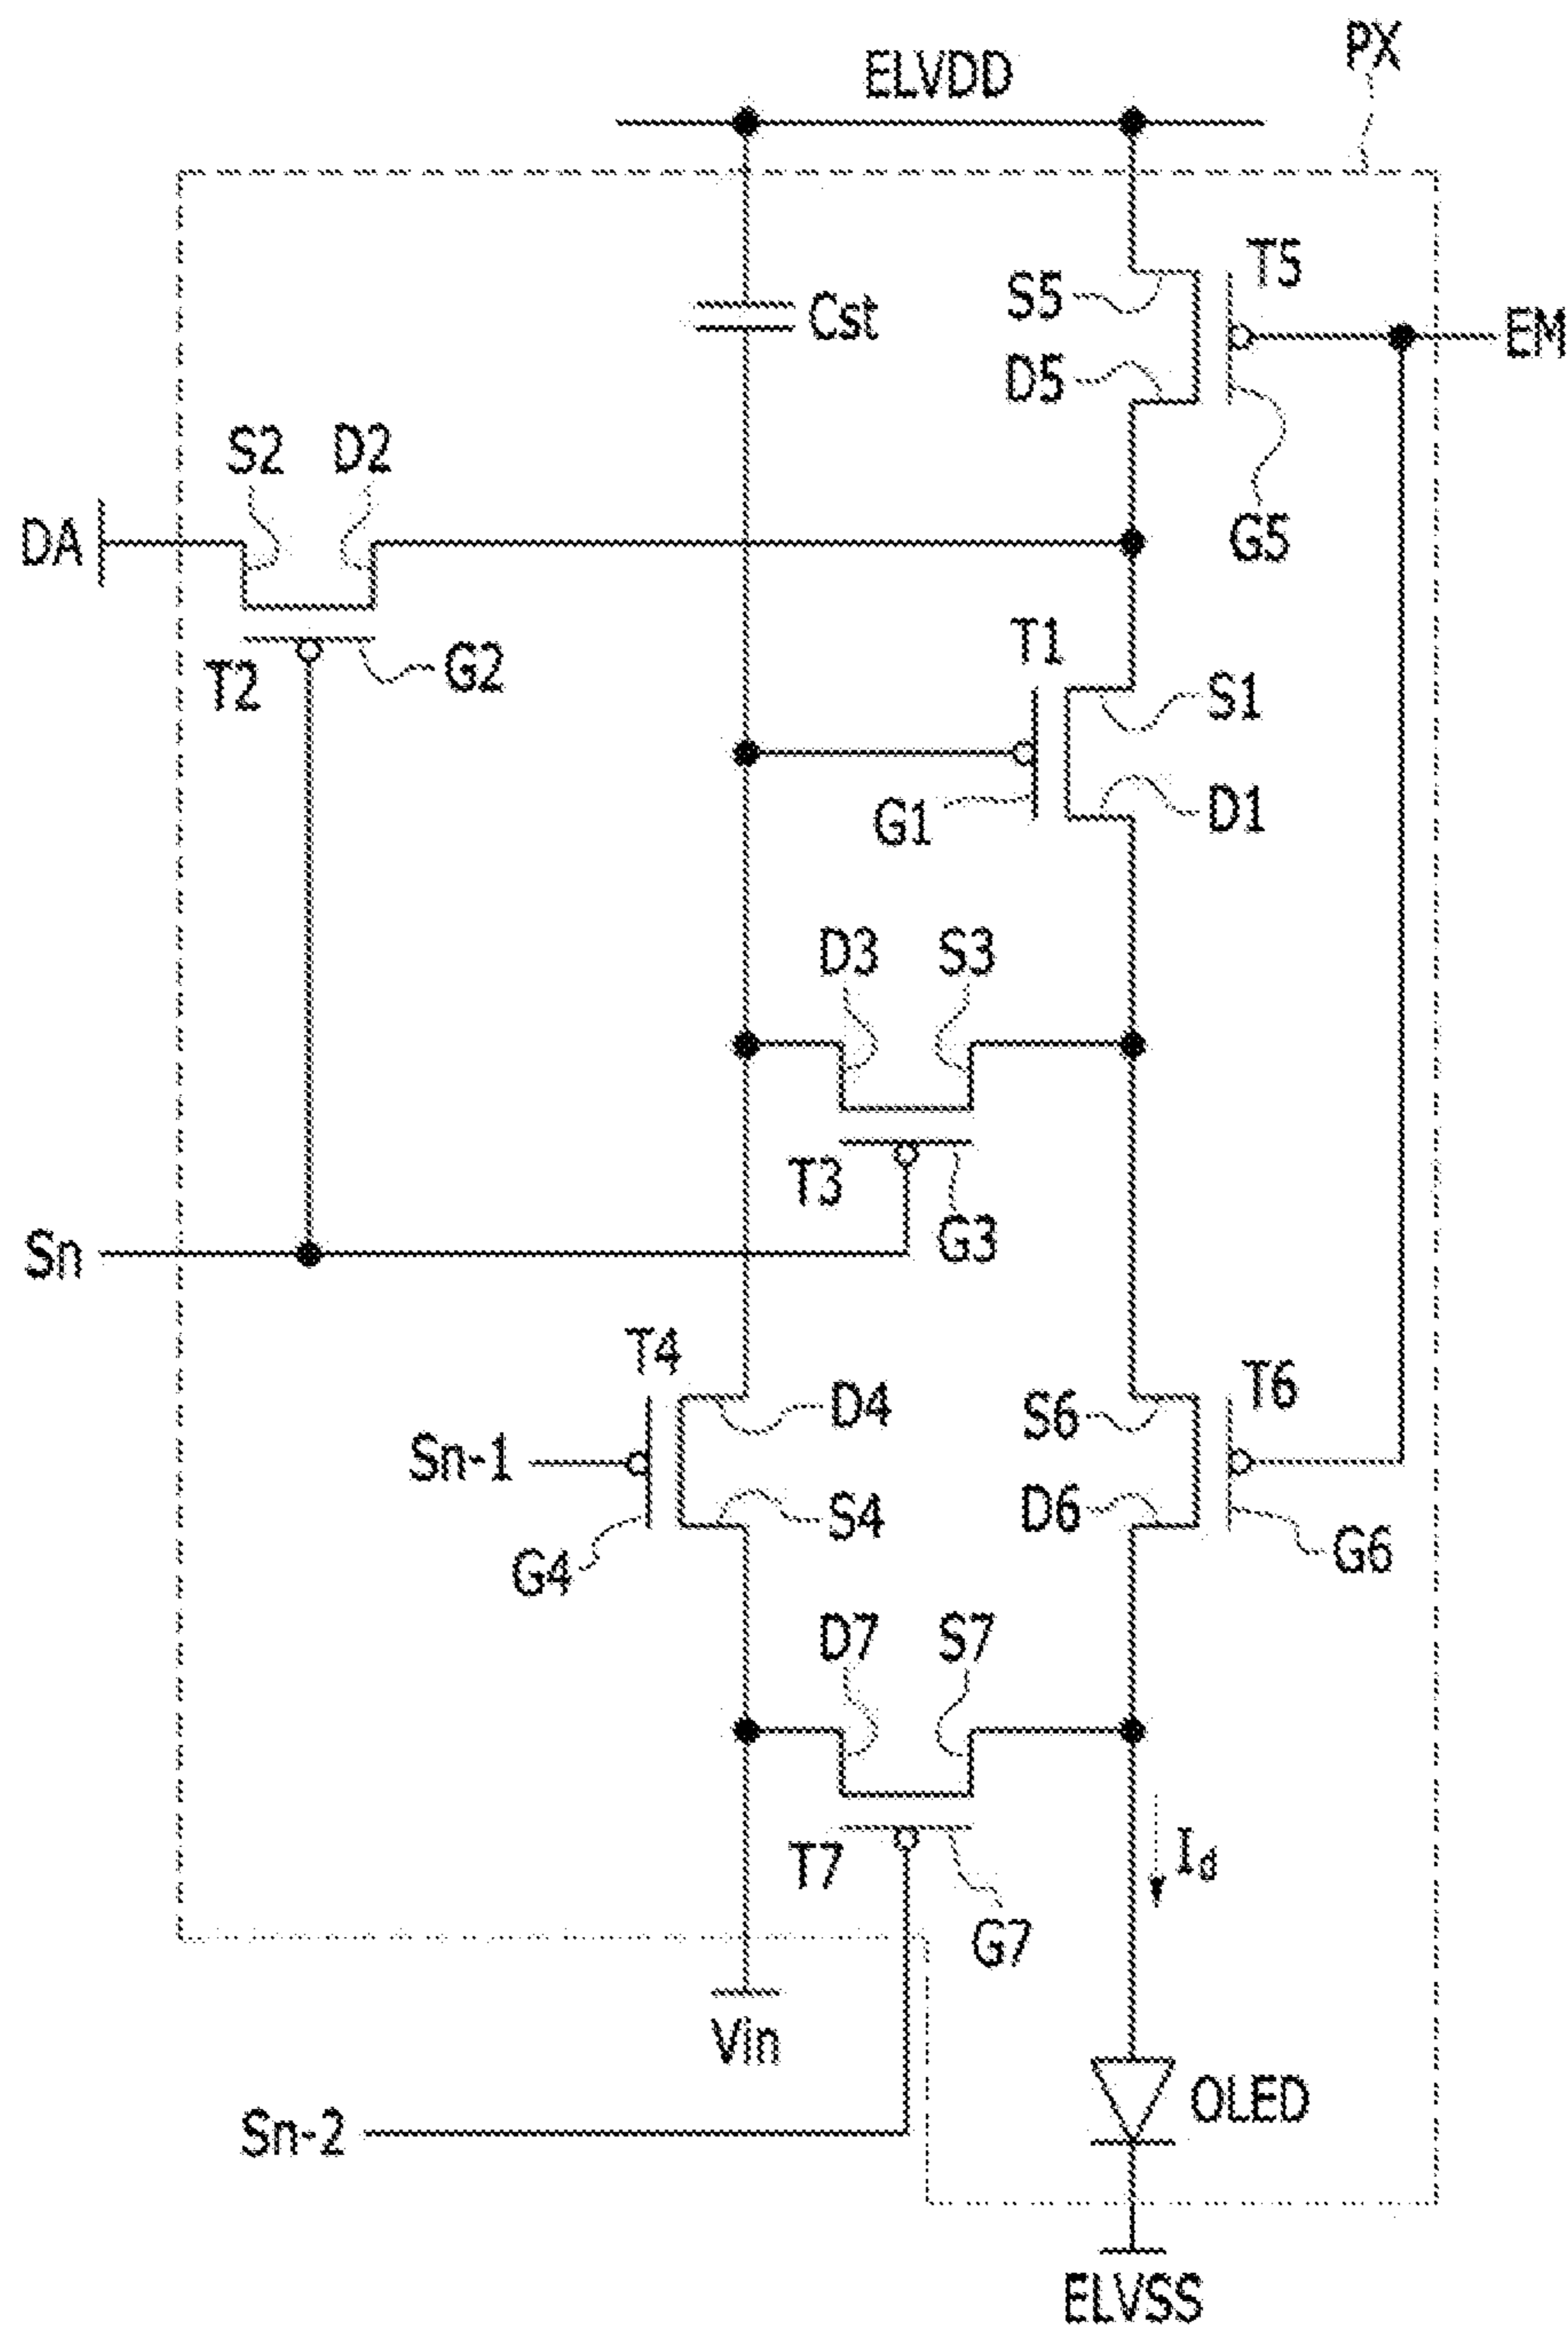 PX
ELVDD
T5
S5
Cst
EM
D5
S2
D2
G5
DA
T1
G2
T2
S1
G1
D1
D3
S3
T3
G3
Sn
T4
T6
D4
S6
Sn-1
S4
D6
G4
G6
D7
S7
T7
Id
G7
Vin
OLED
Sn-2
ELVSS